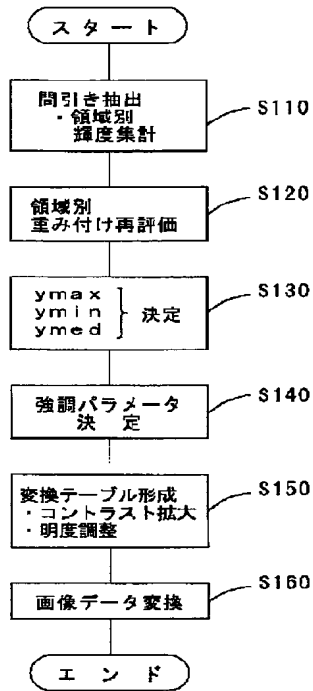 スタート
間引き抽出
・領域別
輝度集計
S110
領域別
重み付け再評価
S120
ymax
ymin
ymed
決定
S130
強調パラメータ
決定
S140
変換テーブル形成
・コントラスト拡大
・明度調整
S150
画像データ変換
S160
エンド